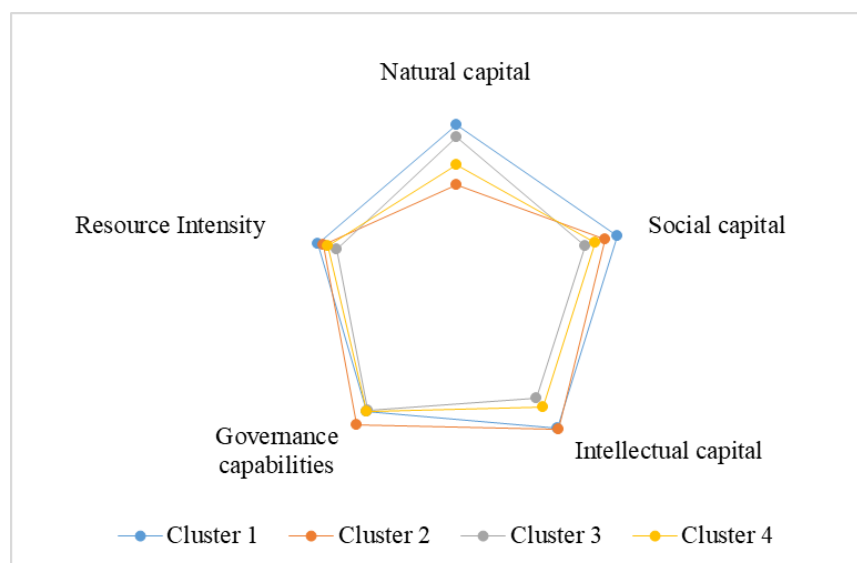 Natural capital
Resource Intensity
Social capital
Governance
capabilities
Intellectual capital
Cluster 1
Cluster 2
Cluster 3
Cluster 4